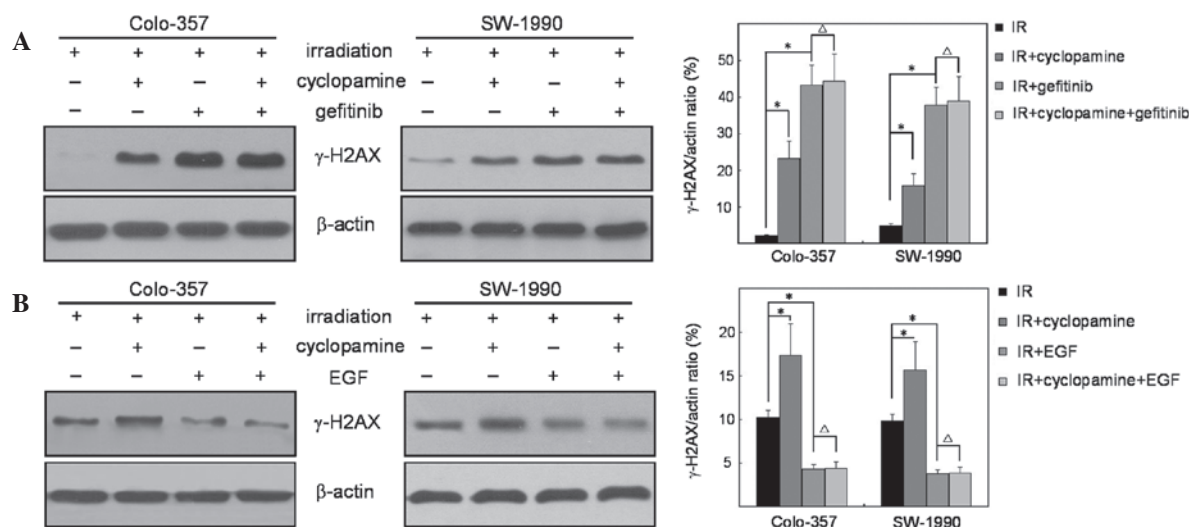 A
Colo-357
SW-1990
+ + + + irradiation + + + +
– + – + cyclopamine – + – +
– – + + gefitinib – – + +
γ-H2AX
β-actin
γ-H2AX/actin ratio (%)
50
40
30
20
10
* * △ * * △
Colo-357 SW-1990
IR
IR+cyclopamine
IR+gefitinib
IR+cyclopamine+gefitinib
B
Colo-357
SW-1990
+ + + + irradiation + + + +
– + – + cyclopamine – + – +
– – + + EGF – – + +
γ-H2AX
β-actin
γ-H2AX/actin ratio (%)
20
15
10
5
* * △ * * △
Colo-357 SW-1990
IR
IR+cyclopamine
IR+EGF
IR+cyclopamine+EGF